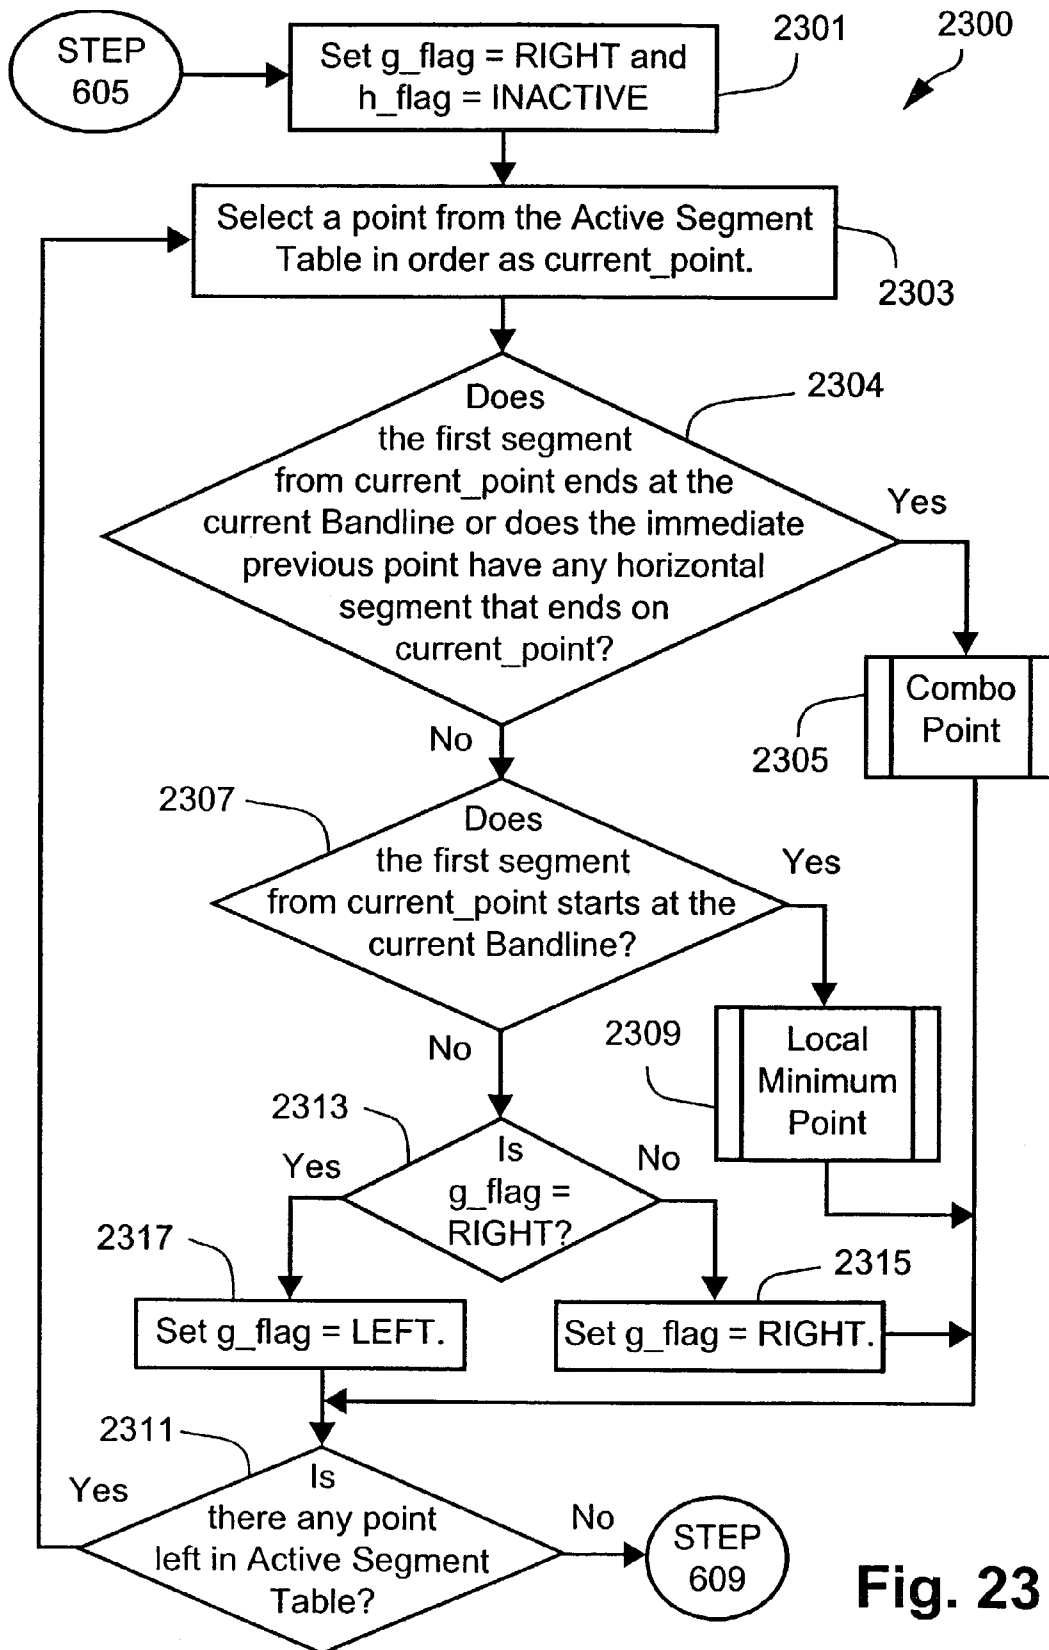 STEP
605
Set g_flag = RIGHT and
h_flag = INACTIVE
2301
2300
Select a point from the Active Segment
Table in order as current_point.
2303
Does
the first segment
from current_point ends at the
current Bandline or does the immediate
previous point have any horizontal
segment that ends on
current_point?
2304
Yes
No
Combo
Point
2305
2307
Does
the first segment
from current_point starts at the
current Bandline?
Yes
No
2309
Local
Minimum
Point
2313
Is
g_flag =
RIGHT?
Yes
No
2317
Set g_flag = LEFT.
2315
Set g_flag = RIGHT.
2311
Is
there any point
left in Active Segment
Table?
Yes
No
STEP
609
Fig. 23